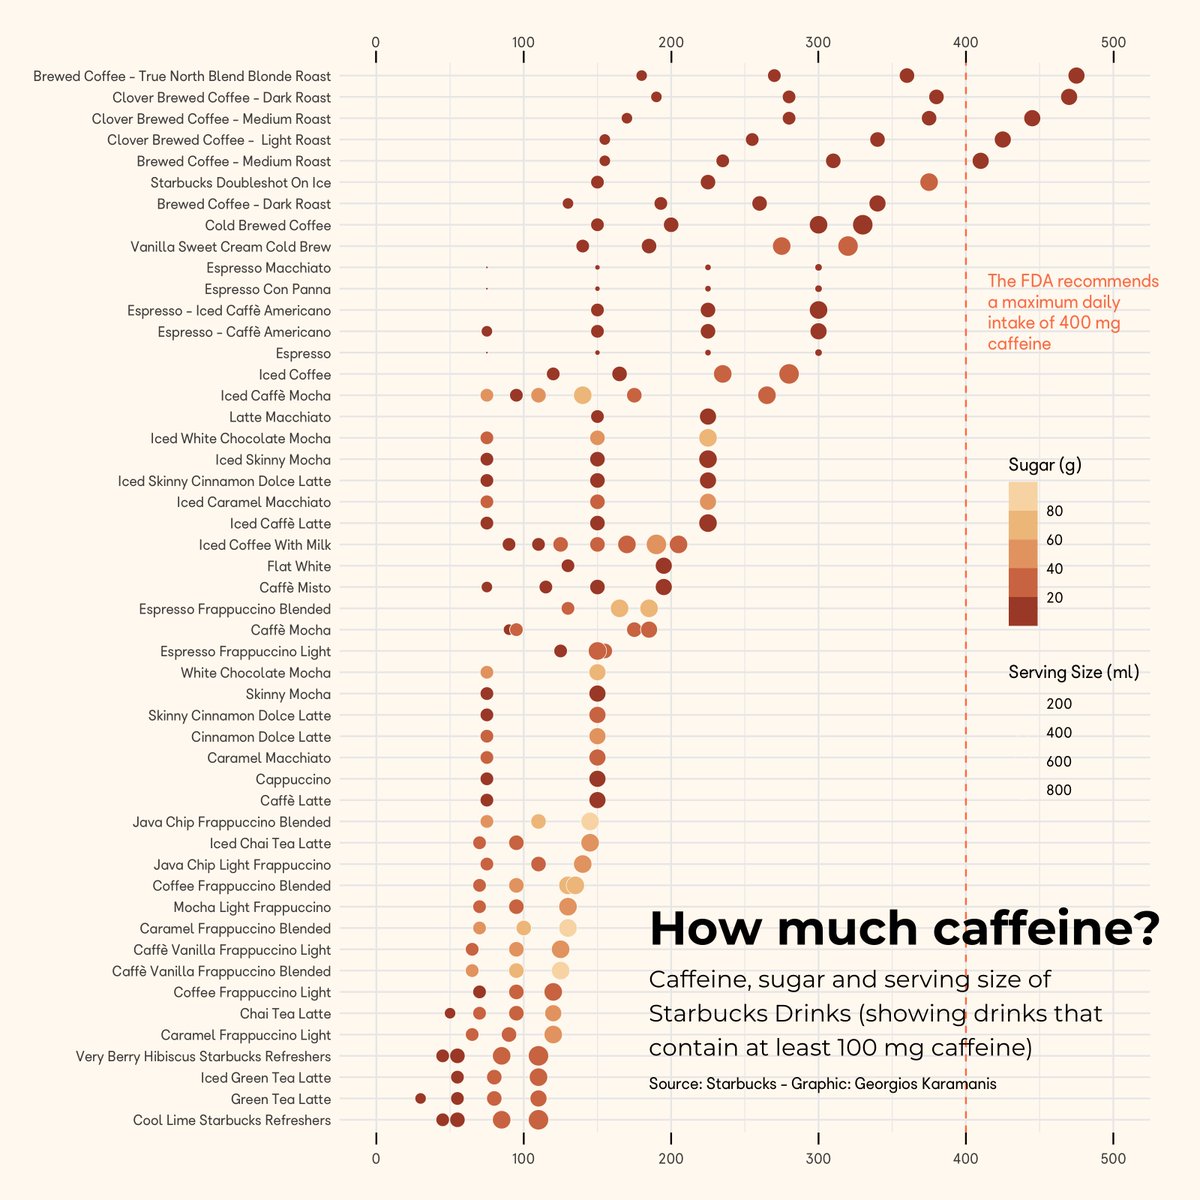 0 100 200 300 400 500
Brewed Coffee - True North Blend Blonde Roast
Clover Brewed Coffee - Dark Roast
Clover Brewed Coffee - Medium Roast
Clover Brewed Coffee -  Light Roast
Brewed Coffee - Medium Roast
Starbucks Doubleshot On Ice
Brewed Coffee - Dark Roast
Cold Brewed Coffee
Vanilla Sweet Cream Cold Brew
Espresso Macchiato
Espresso Con Panna
Espresso - Iced Caffè Americano
Espresso - Caffè Americano
Espresso
Iced Coffee
Iced Caffè Mocha
Latte Macchiato
Iced White Chocolate Mocha
Iced Skinny Mocha
Iced Skinny Cinnamon Dolce Latte
Iced Caramel Macchiato
Iced Caffè Latte
Iced Coffee With Milk
Flat White
Caffè Misto
Espresso Frappuccino Blended
Caffè Mocha
Espresso Frappuccino Light
White Chocolate Mocha
Skinny Mocha
Skinny Cinnamon Dolce Latte
Cinnamon Dolce Latte
Caramel Macchiato
Cappuccino
Caffè Latte
Java Chip Frappuccino Blended
Iced Chai Tea Latte
Java Chip Light Frappuccino
Coffee Frappuccino Blended
Mocha Light Frappuccino
Caramel Frappuccino Blended
Caffè Vanilla Frappuccino Light
Caffè Vanilla Frappuccino Blended
Coffee Frappuccino Light
Chai Tea Latte
Caramel Frappuccino Light
Very Berry Hibiscus Starbucks Refreshers
Iced Green Tea Latte
Green Tea Latte
Cool Lime Starbucks Refreshers
The FDA recommends
a maximum daily
intake of 400 mg
caffeine
Sugar (g)
80
60
40
20
Serving Size (ml)
200
400
600
800
How much caffeine?
Caffeine, sugar and serving size of
Starbucks Drinks (showing drinks that
contain at least 100 mg caffeine)
Source: Starbucks - Graphic: Georgios Karamanis
0 100 200 300 400 500